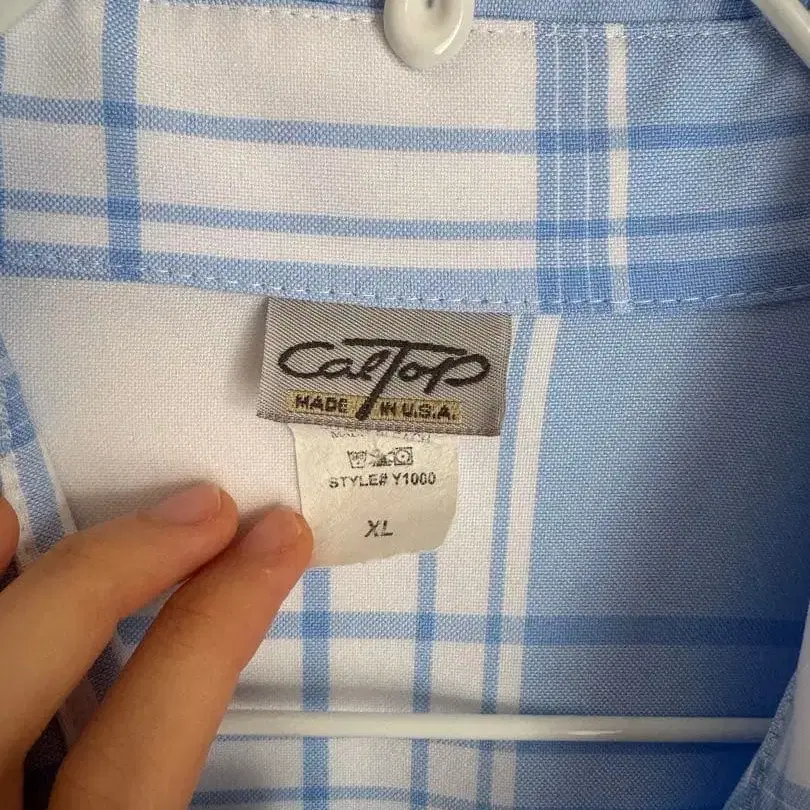 CalTop
MADE IN U.S.A.
STYLE# Y1000
XL